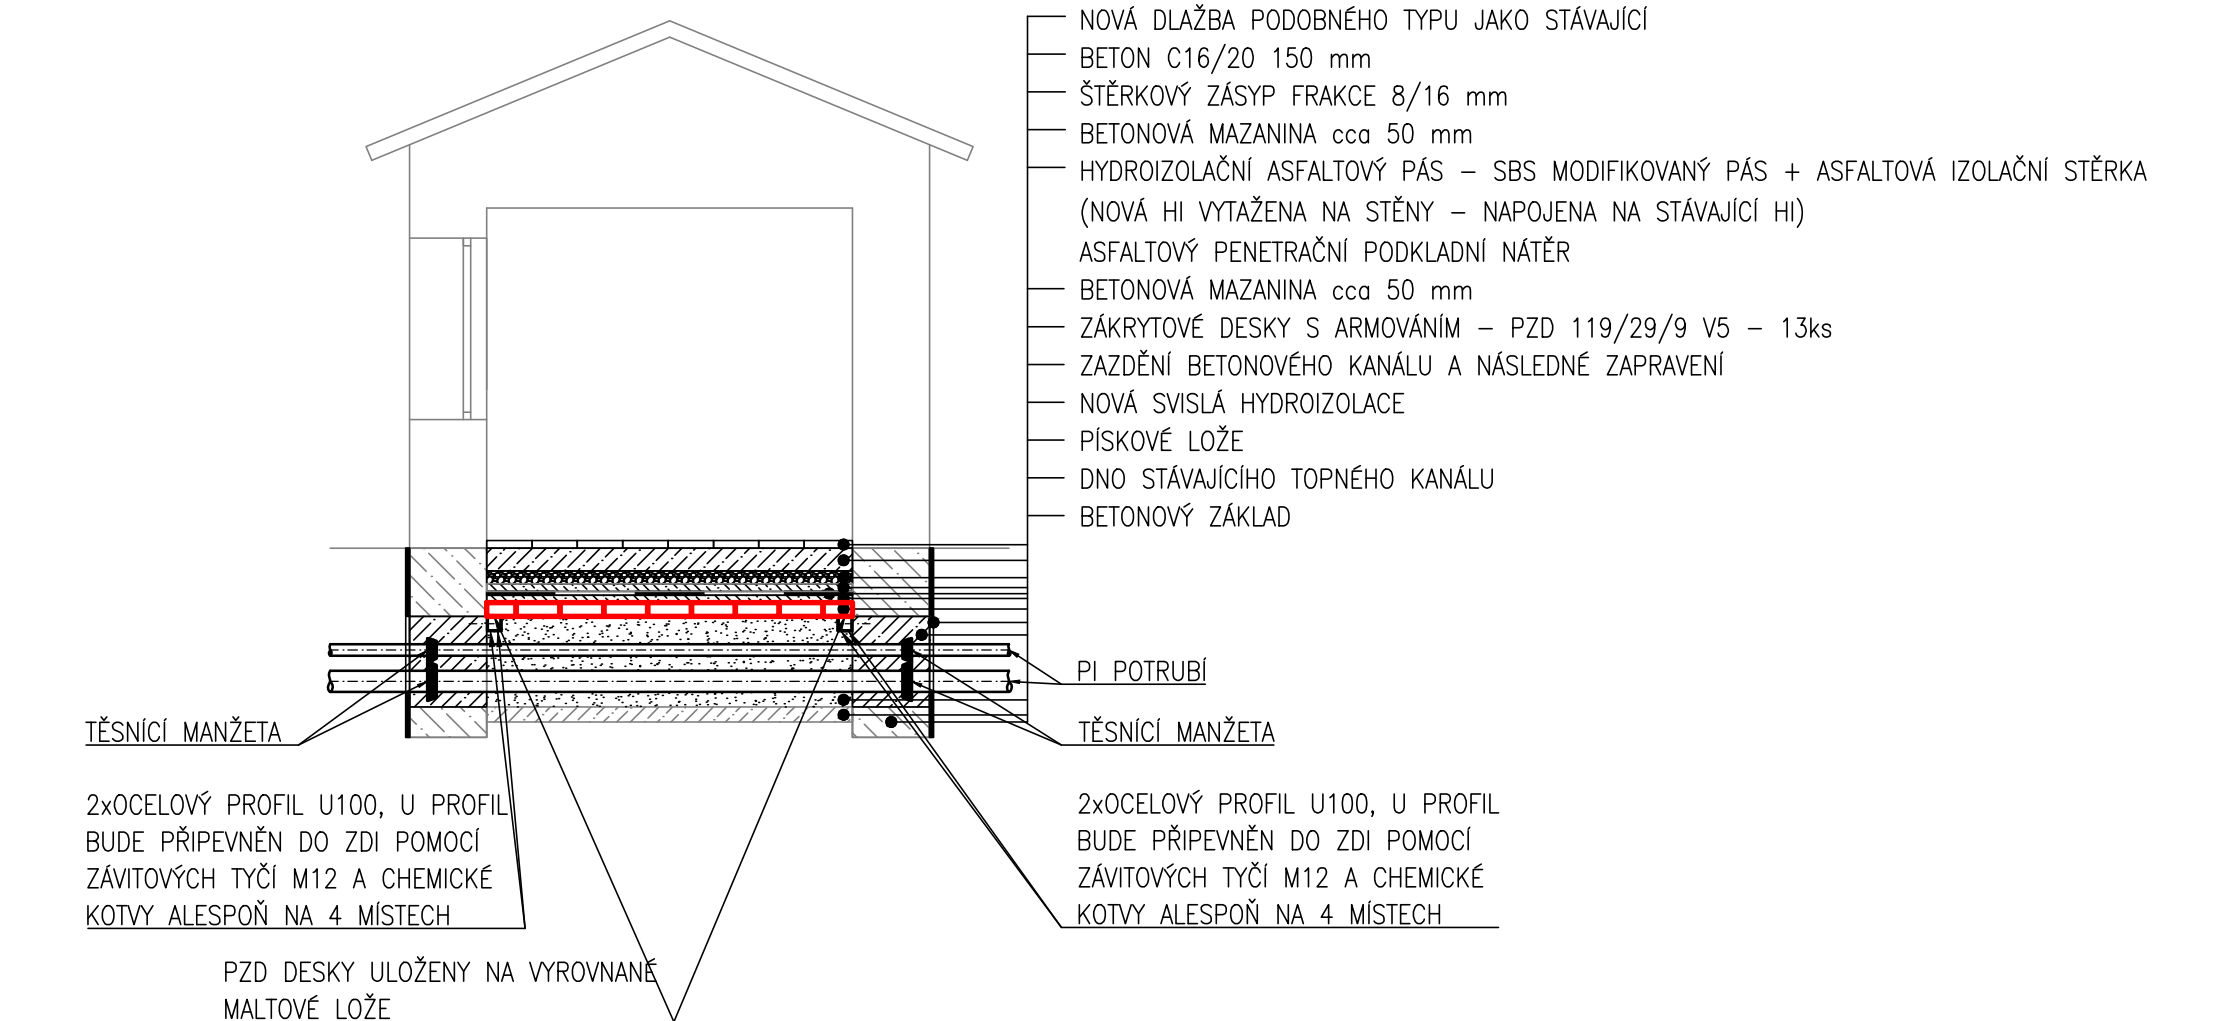 NOVÁ DLAŽBA PODOBNÉHO TYPU JAKO STÁVAJÍCÍ
BETON C16/20 150 mm
ŠTĚRKOVÝ ZÁSYP FRAKCE 8/16 mm
BETONOVÁ MAZANINA cca 50 mm
HYDROIZOLAČNÍ ASFALTOVÝ PÁS – SBS MODIFIKOVANÝ PÁS + ASFALTOVÁ IZOLAČNÍ STĚRKA
(NOVÁ HI VYTAŽENA NA STĚNY – NAPOJENA NA STÁVAJÍCÍ HI)
ASFALTOVÝ PENETRAČNÍ PODKLADNÍ NÁTĚR
BETONOVÁ MAZANINA cca 50 mm
ZÁKRYTOVÉ DESKY S ARMOVÁNÍM – PZD 119/29/9 V5 – 13ks
ZAZDĚNÍ BETONOVÉHO KANÁLU A NÁSLEDNÉ ZAPRAVENÍ
NOVÁ SVISLÁ HYDROIZOLACE
PÍSKOVÉ LOŽE
DNO STÁVAJÍCÍHO TOPNÉHO KANÁLU
BETONOVÝ ZÁKLAD
PI POTRUBÍ
TĚSNÍCÍ MANŽETA
TĚSNÍCÍ MANŽETA
2xOCELOVÝ PROFIL U100, U PROFIL
BUDE PŘIPEVNĚN DO ZDI POMOCÍ
ZÁVITOVÝCH TYČÍ M12 A CHEMICKÉ
KOTVY ALESPOŇ NA 4 MÍSTECH
2xOCELOVÝ PROFIL U100, U PROFIL
BUDE PŘIPEVNĚN DO ZDI POMOCÍ
ZÁVITOVÝCH TYČÍ M12 A CHEMICKÉ
KOTVY ALESPOŇ NA 4 MÍSTECH
PZD DESKY ULOŽENY NA VYROVNANÉ
MALTOVÉ LOŽE